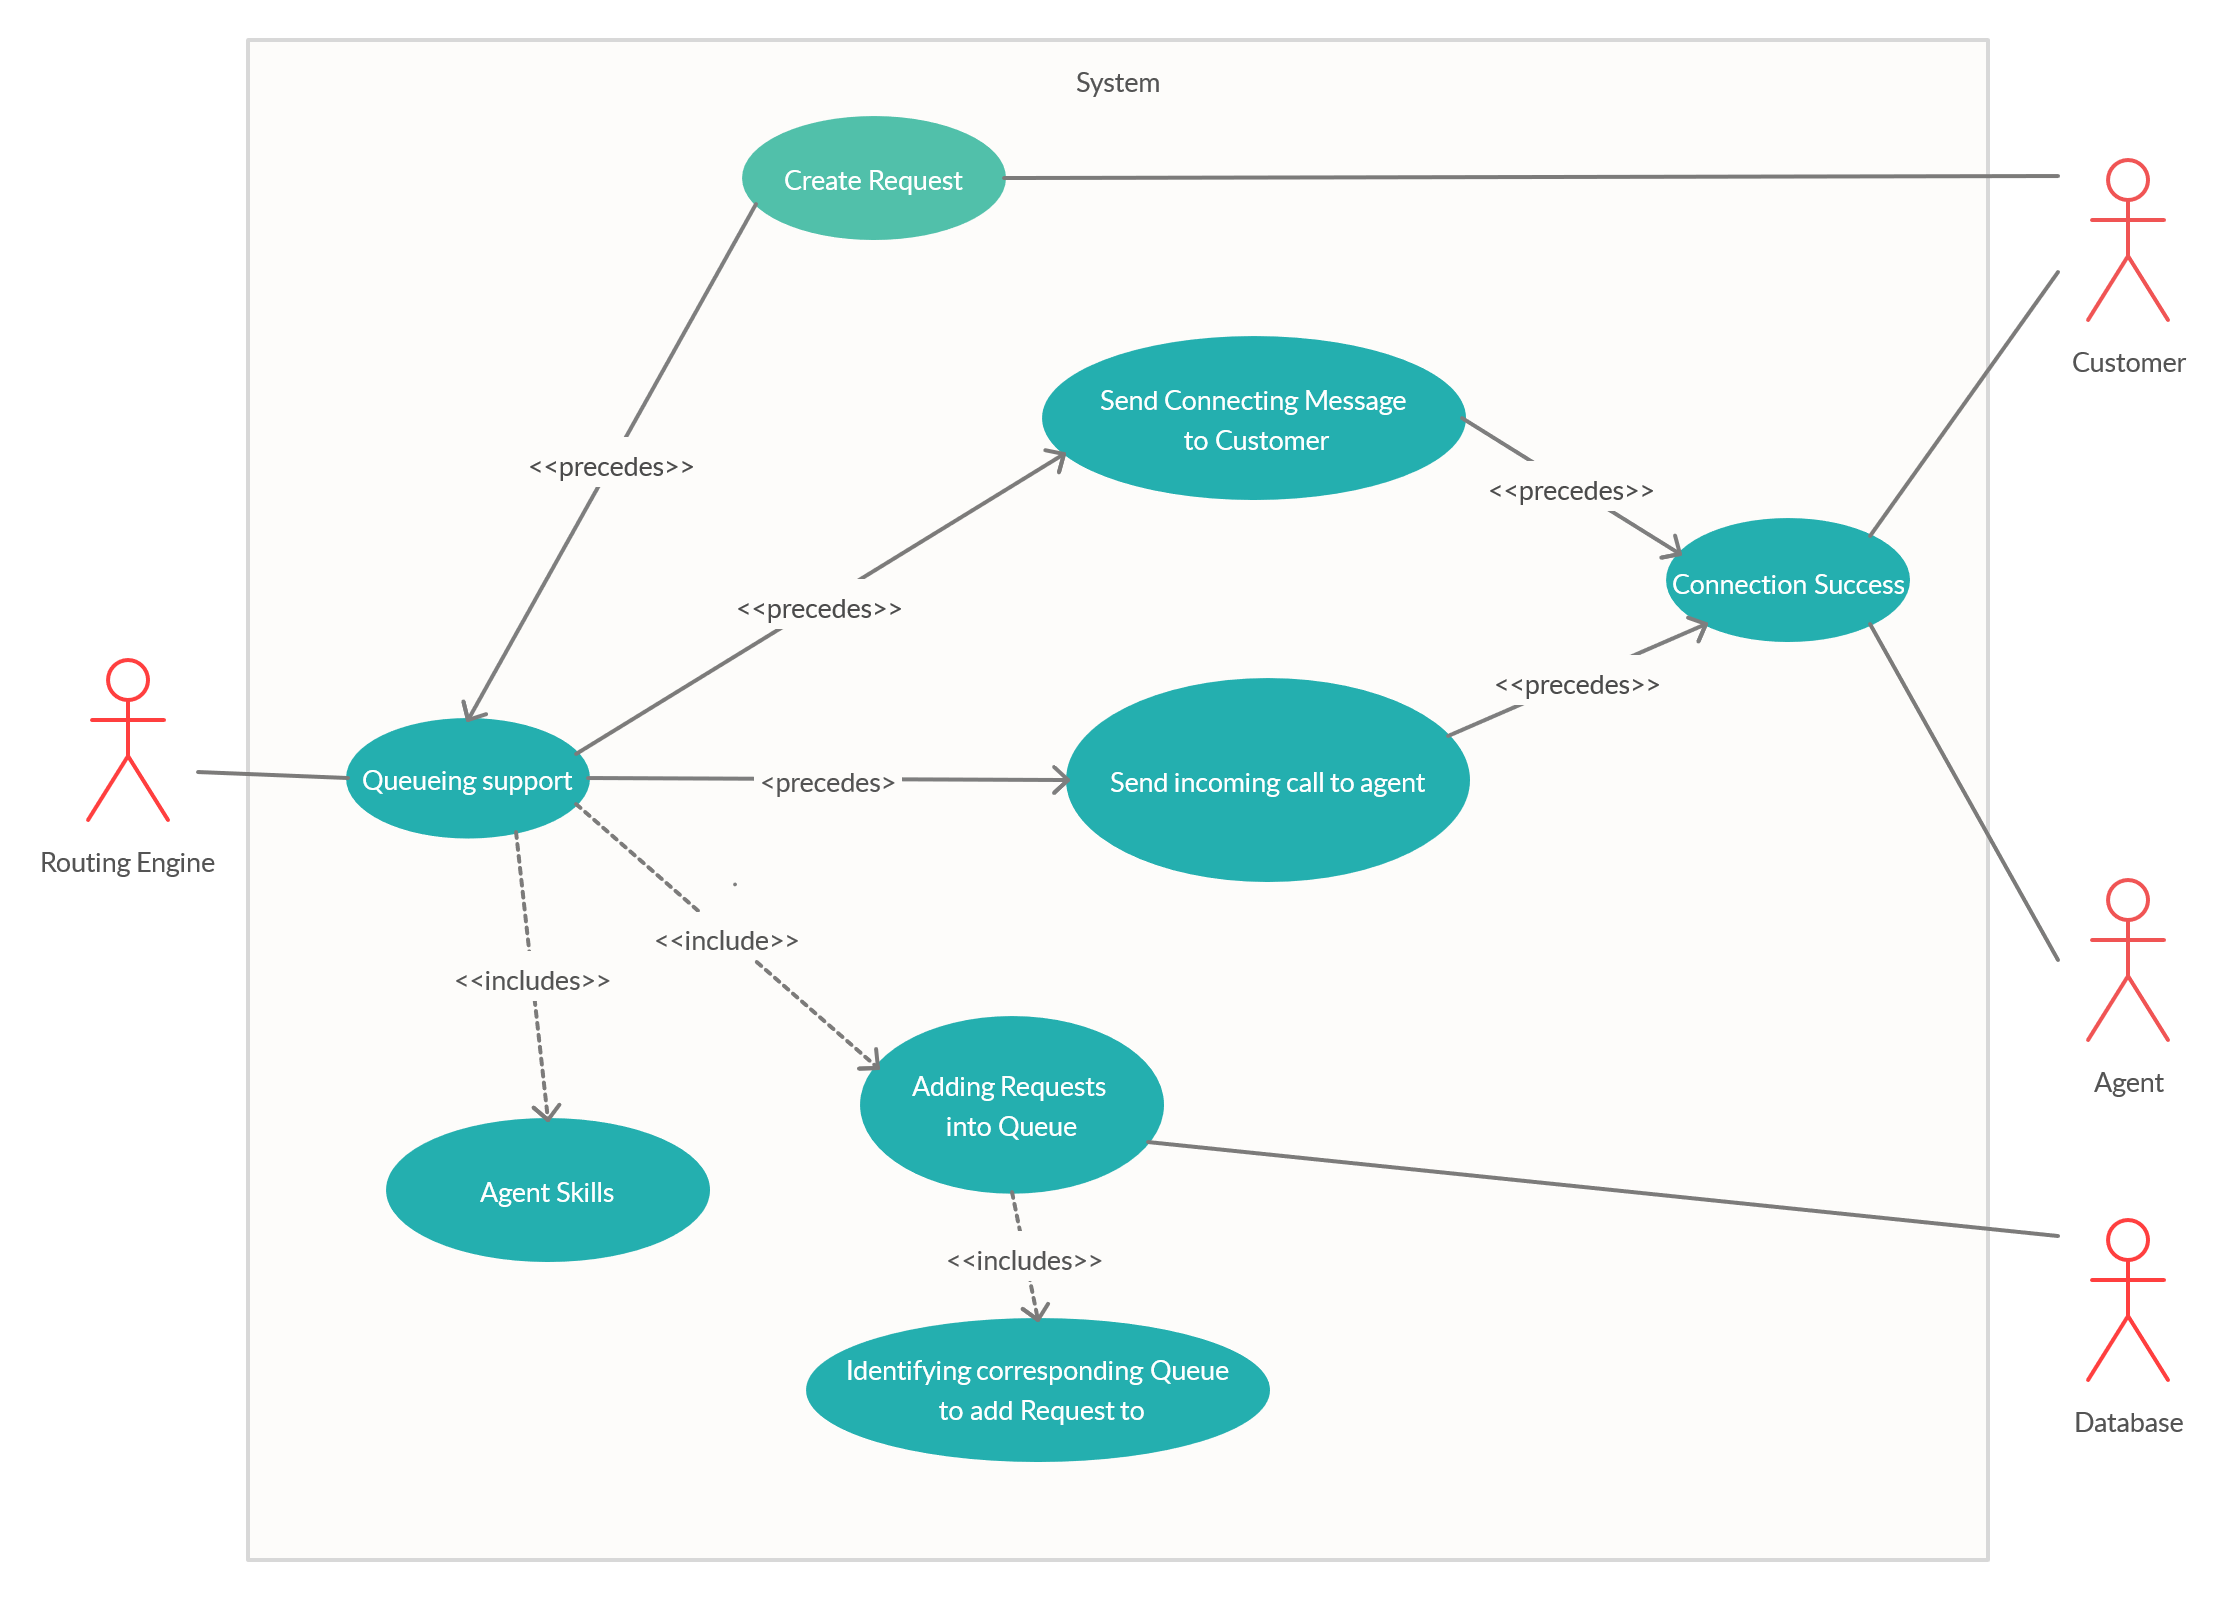 System
Create Request
Customer
Send Connecting Message
to Customer
<<precedes>>
<<precedes>>
Connection Success
<<precedes>>
<<precedes>>
Queueing support
<precedes>
Send incoming call to agent
Routing Engine
.
<<include>>
<<includes>>
Agent
Adding Requests
into Queue
Agent Skills
<<includes>>
Identifying corresponding Queue
to add Request to
Database